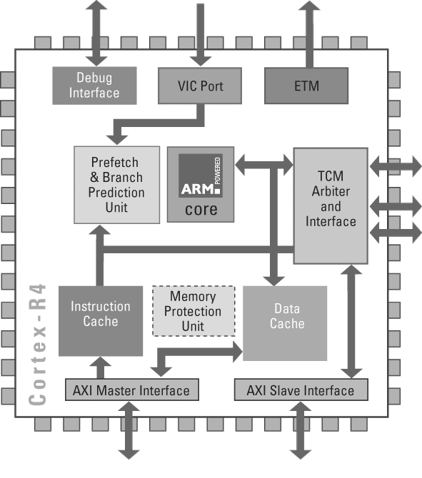 Debug
Interface
VIC Port
ETM
Prefetch
& Branch
Prediction
Unit
ARM POWERED
core
TCM
Arbiter
and
Interface
Instruction
Cache
Memory
Protection
Unit
Data
Cache
AXI Master Interface
AXI Slave Interface
Cortex-R4